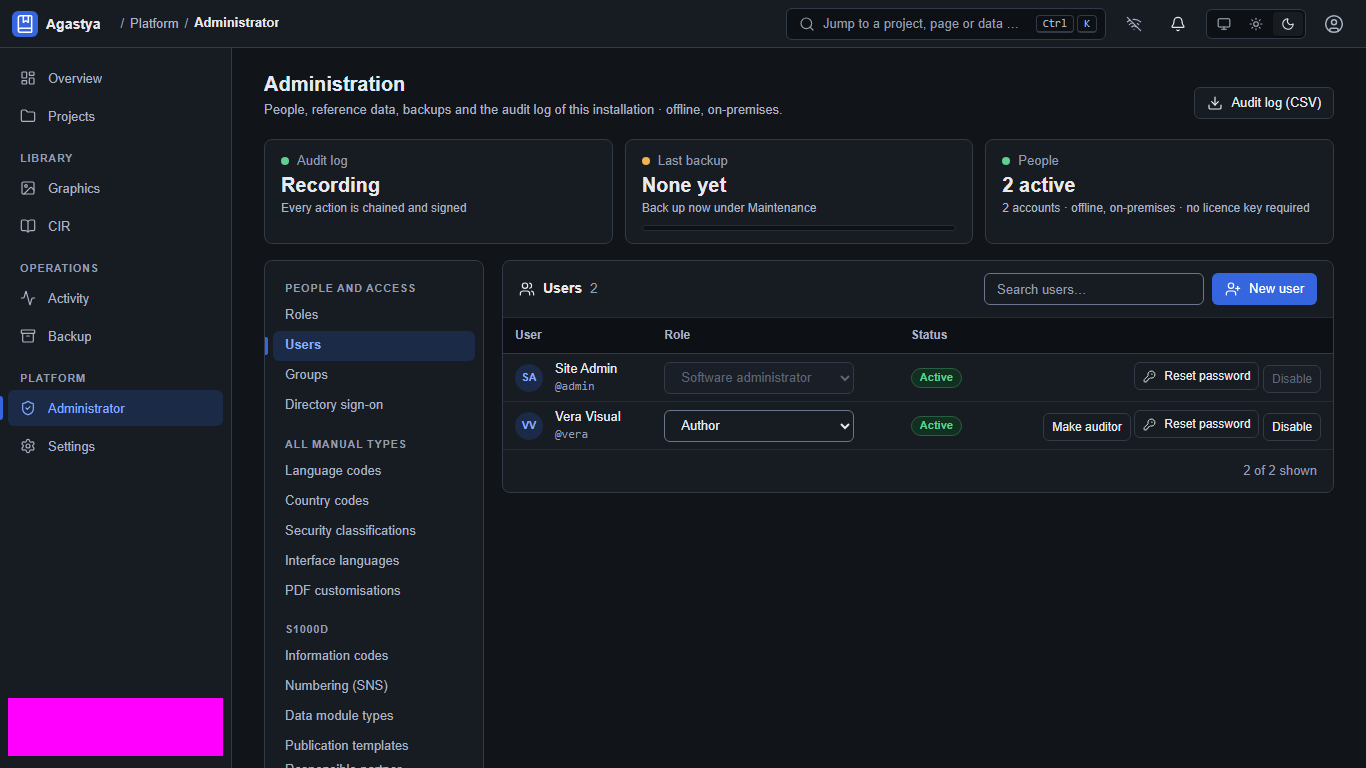 Agastya / Platform / Administrator
Jump to a project, page or data ... Ctrl K
Overview
Projects
LIBRARY
Graphics
CIR
OPERATIONS
Activity
Backup
PLATFORM
Administrator
Settings
Administration
People, reference data, backups and the audit log of this installation · offline, on-premises.
Audit log (CSV)
Audit log
Recording
Every action is chained and signed
Last backup
None yet
Back up now under Maintenance
People
2 active
2 accounts · offline, on-premises · no licence key required
PEOPLE AND ACCESS
Roles
Users
Groups
Directory sign-on
ALL MANUAL TYPES
Language codes
Country codes
Security classifications
Interface languages
PDF customisations
S1000D
Information codes
Numbering (SNS)
Data module types
Publication templates
Users 2
Search users...
New user
User Role Status
SA Site Admin Software administrator Active Reset password Disable
@admin
VV Vera Visual Author Active Make auditor Reset password Disable
@vera
2 of 2 shown